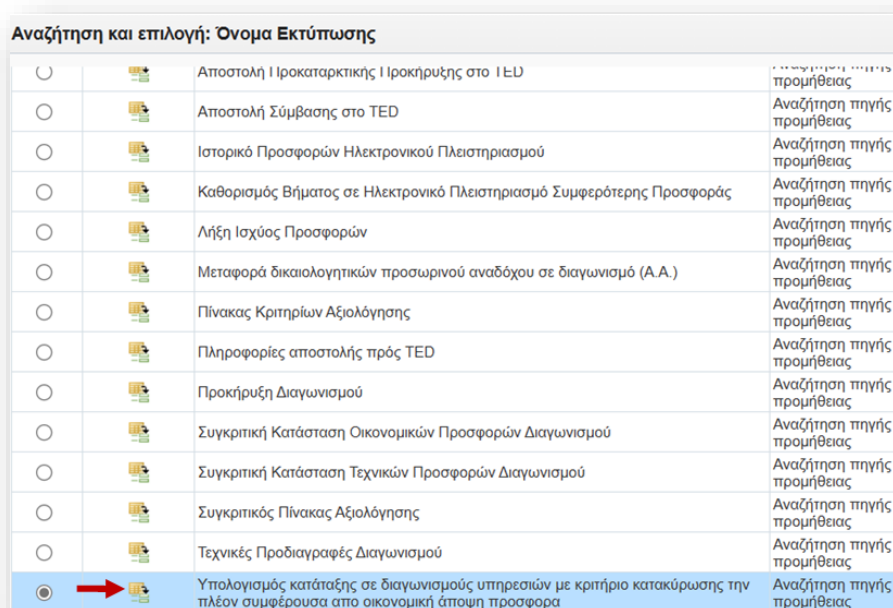 Αναζήτηση και επιλογή: Όνομα Εκτύπωσης
Αποστολή Προκαταρκτικής Προκήρυξης στο TED
προμήθειας
Αποστολή Σύμβασης στο TED
Αναζήτηση πηγής
προμήθειας
Ιστορικό Προσφορών Ηλεκτρονικού Πλειστηριασμού
Αναζήτηση πηγής
προμήθειας
Καθορισμός Βήματος σε Ηλεκτρονικό Πλειστηριασμό Συμφερότερης Προσφοράς
Αναζήτηση πηγής
προμήθειας
Λήξη Ισχύος Προσφορών
Αναζήτηση πηγής
προμήθειας
Μεταφορά δικαιολογητικών προσωρινού αναδόχου σε διαγωνισμό (Α.Α.)
Αναζήτηση πηγής
προμήθειας
Πίνακας Κριτηρίων Αξιολόγησης
Αναζήτηση πηγής
προμήθειας
Πληροφορίες αποστολής πρός TED
Αναζήτηση πηγής
προμήθειας
Προκήρυξη Διαγωνισμού
Αναζήτηση πηγής
προμήθειας
Συγκριτική Κατάσταση Οικονομικών Προσφορών Διαγωνισμού
Αναζήτηση πηγής
προμήθειας
Συγκριτική Κατάσταση Τεχνικών Προσφορών Διαγωνισμού
Αναζήτηση πηγής
προμήθειας
Συγκριτικός Πίνακας Αξιολόγησης
Αναζήτηση πηγής
προμήθειας
Τεχνικές Προδιαγραφές Διαγωνισμού
Αναζήτηση πηγής
προμήθειας
Υπολογισμός κατάταξης σε διαγωνισμούς υπηρεσιών με κριτήριο κατακύρωσης την
πλέον συμφέρουσα απο οικονομική άποψη προσφορα
Αναζήτηση πηγής
προμήθειας